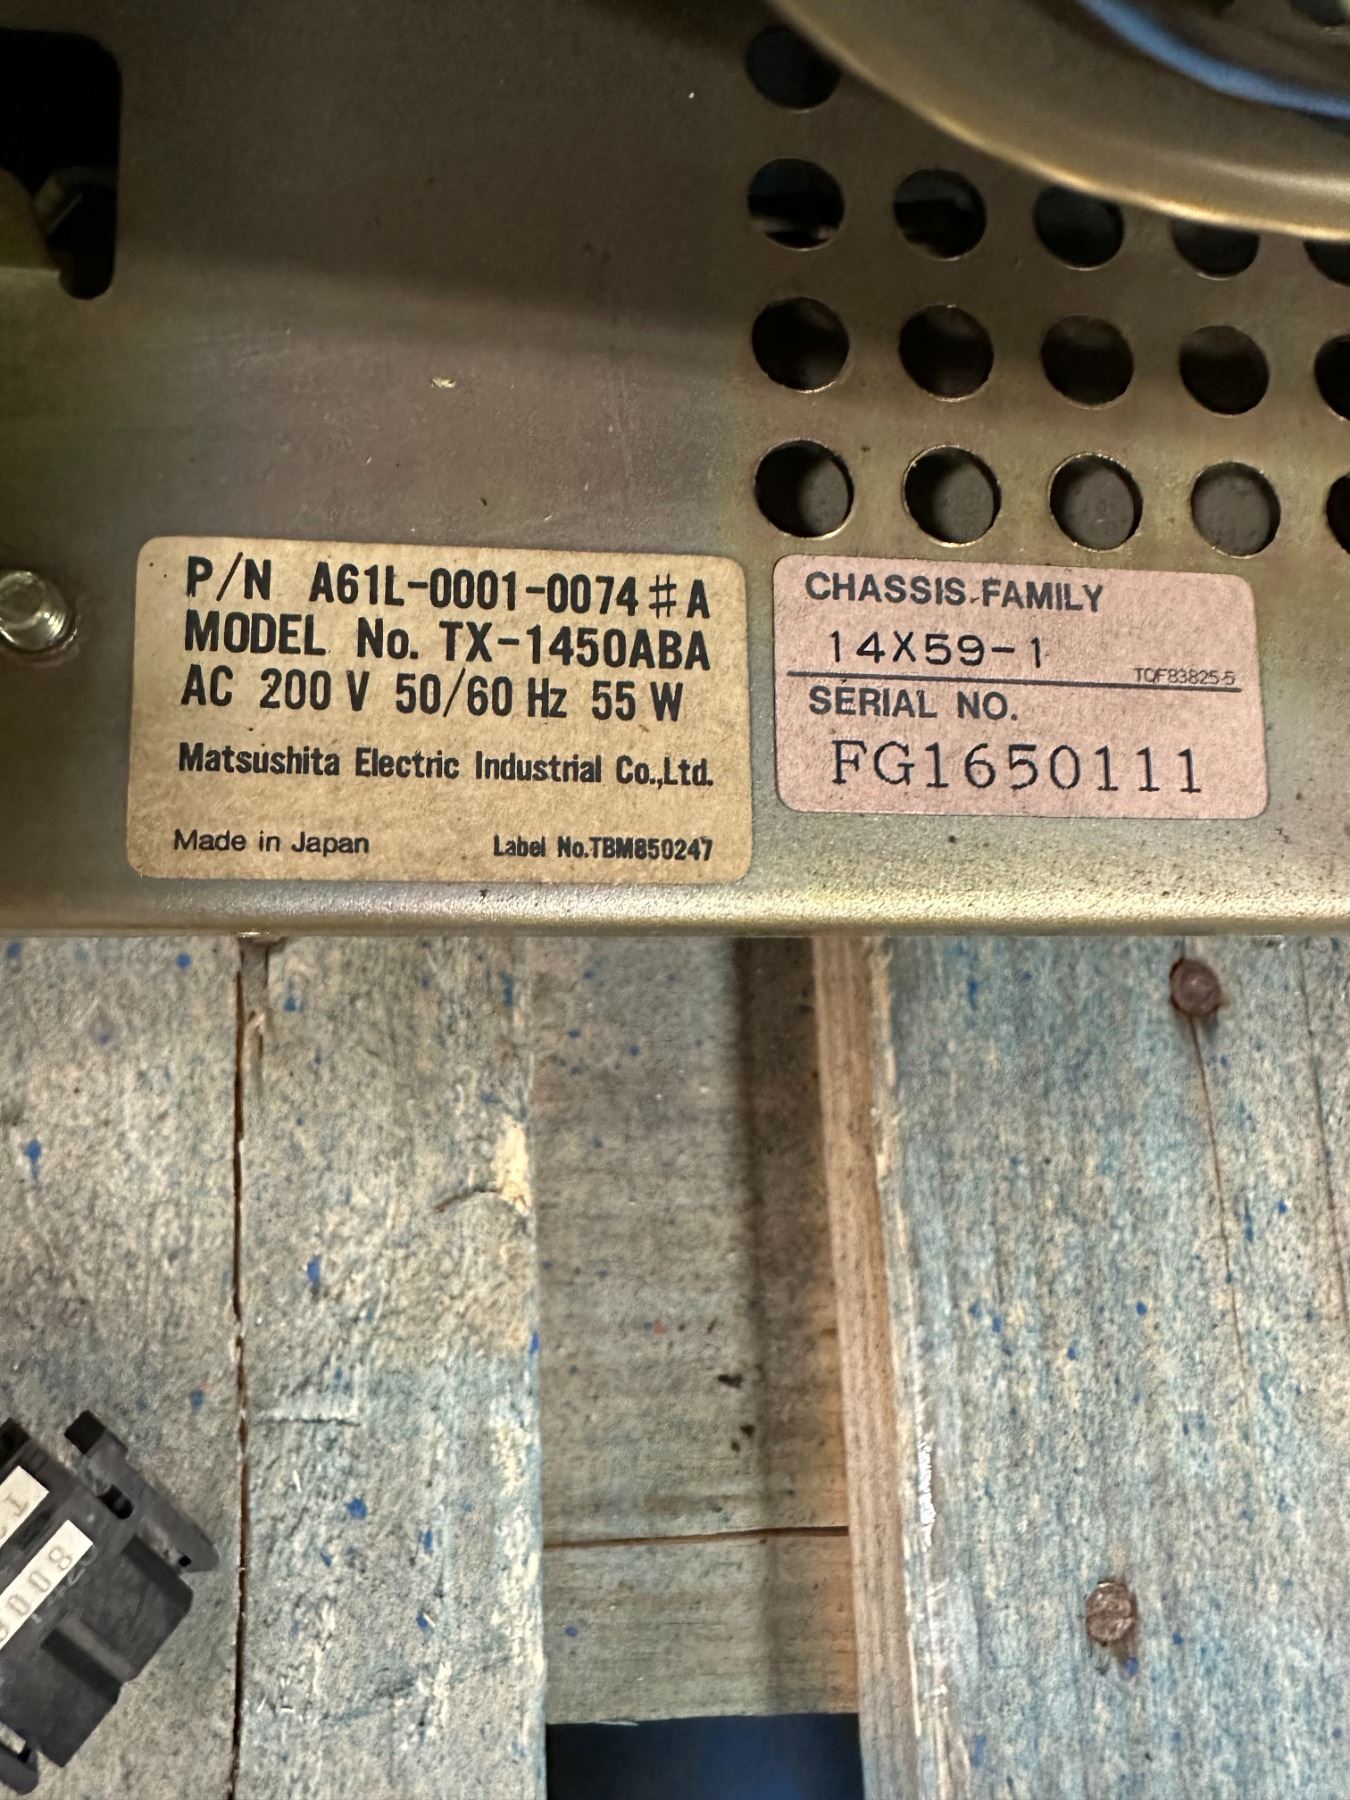 P/N A61L-0001-0074#A
MODEL No. TX-1450ABA
AC 200 V 50/60 Hz 55 W
Matsushita Electric Industrial Co.,Ltd.
Made in Japan Label No.TBM850247
CHASSIS FAMILY
14X59-1
TQF83825-5
SERIAL NO.
FG1650111